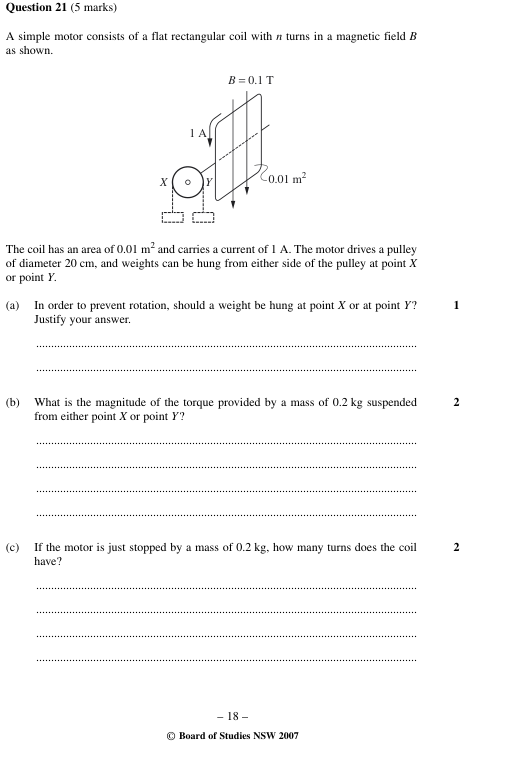 Question 21 (5 marks)
A simple motor consists of a flat rectangular coil with n turns in a magnetic field B
as shown.
B = 0.1 T
1 A
X
Y
0.01 m²
The coil has an area of 0.01 m² and carries a current of 1 A. The motor drives a pulley
of diameter 20 cm, and weights can be hung from either side of the pulley at point X
or point Y.
(a) In order to prevent rotation, should a weight be hung at point X or at point Y? 1
Justify your answer.
(b) What is the magnitude of the torque provided by a mass of 0.2 kg suspended 2
from either point X or point Y?
(c) If the motor is just stopped by a mass of 0.2 kg, how many turns does the coil 2
have?
– 18 –
© Board of Studies NSW 2007